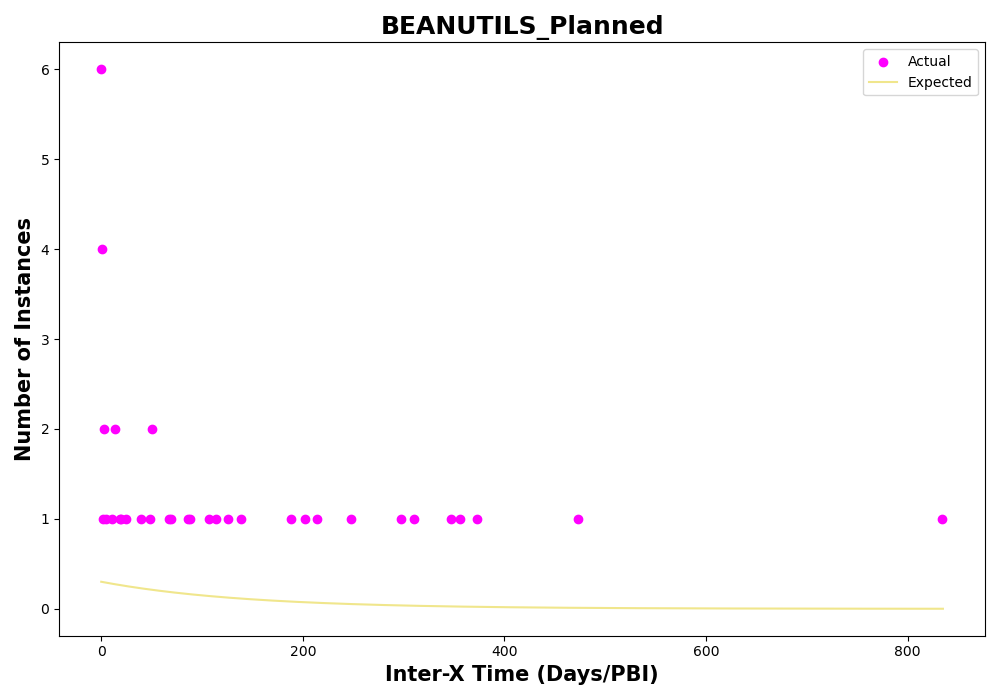 BEANUTILS_Planned
Actual
Expected
Number of Instances
6
5
4
3
2
1
0
0
200
400
600
800
Inter-X Time (Days/PBI)